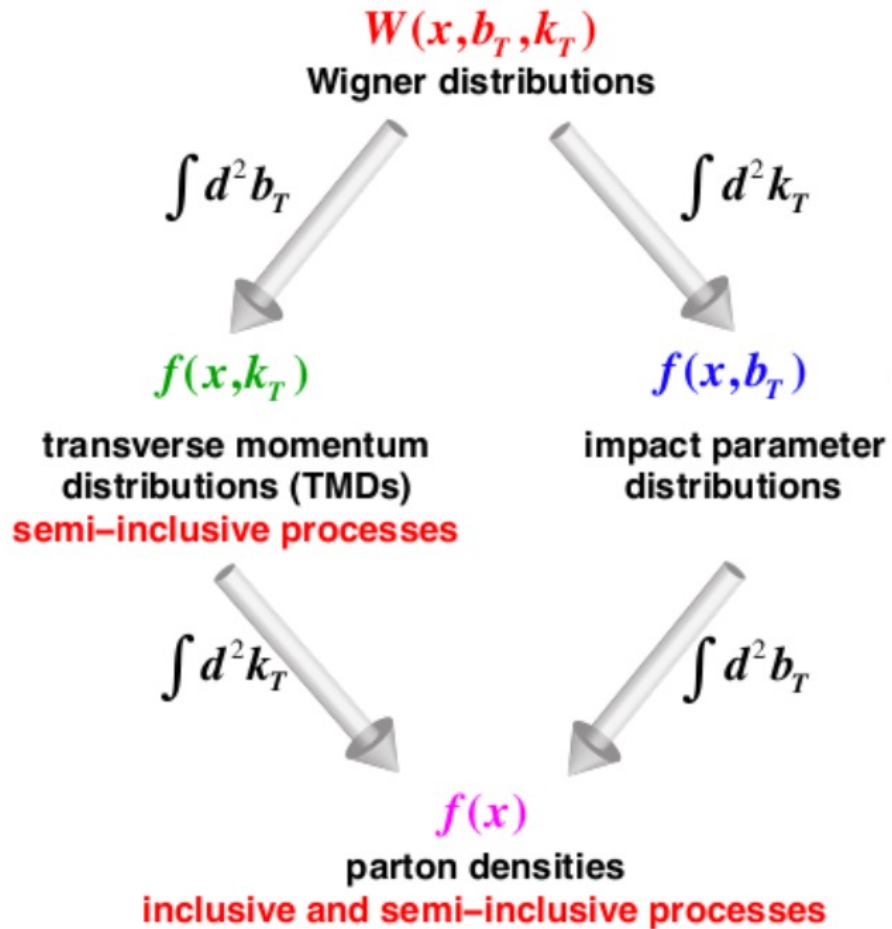 W(x,b_T,k_T)
Wigner distributions
∫ d²b_T
∫ d²k_T
f(x,k_T)
f(x,b_T)
transverse momentum
distributions (TMDs)
semi–inclusive processes
impact parameter
distributions
∫ d²k_T
∫ d²b_T
f(x)
parton densities
inclusive and semi–inclusive processes